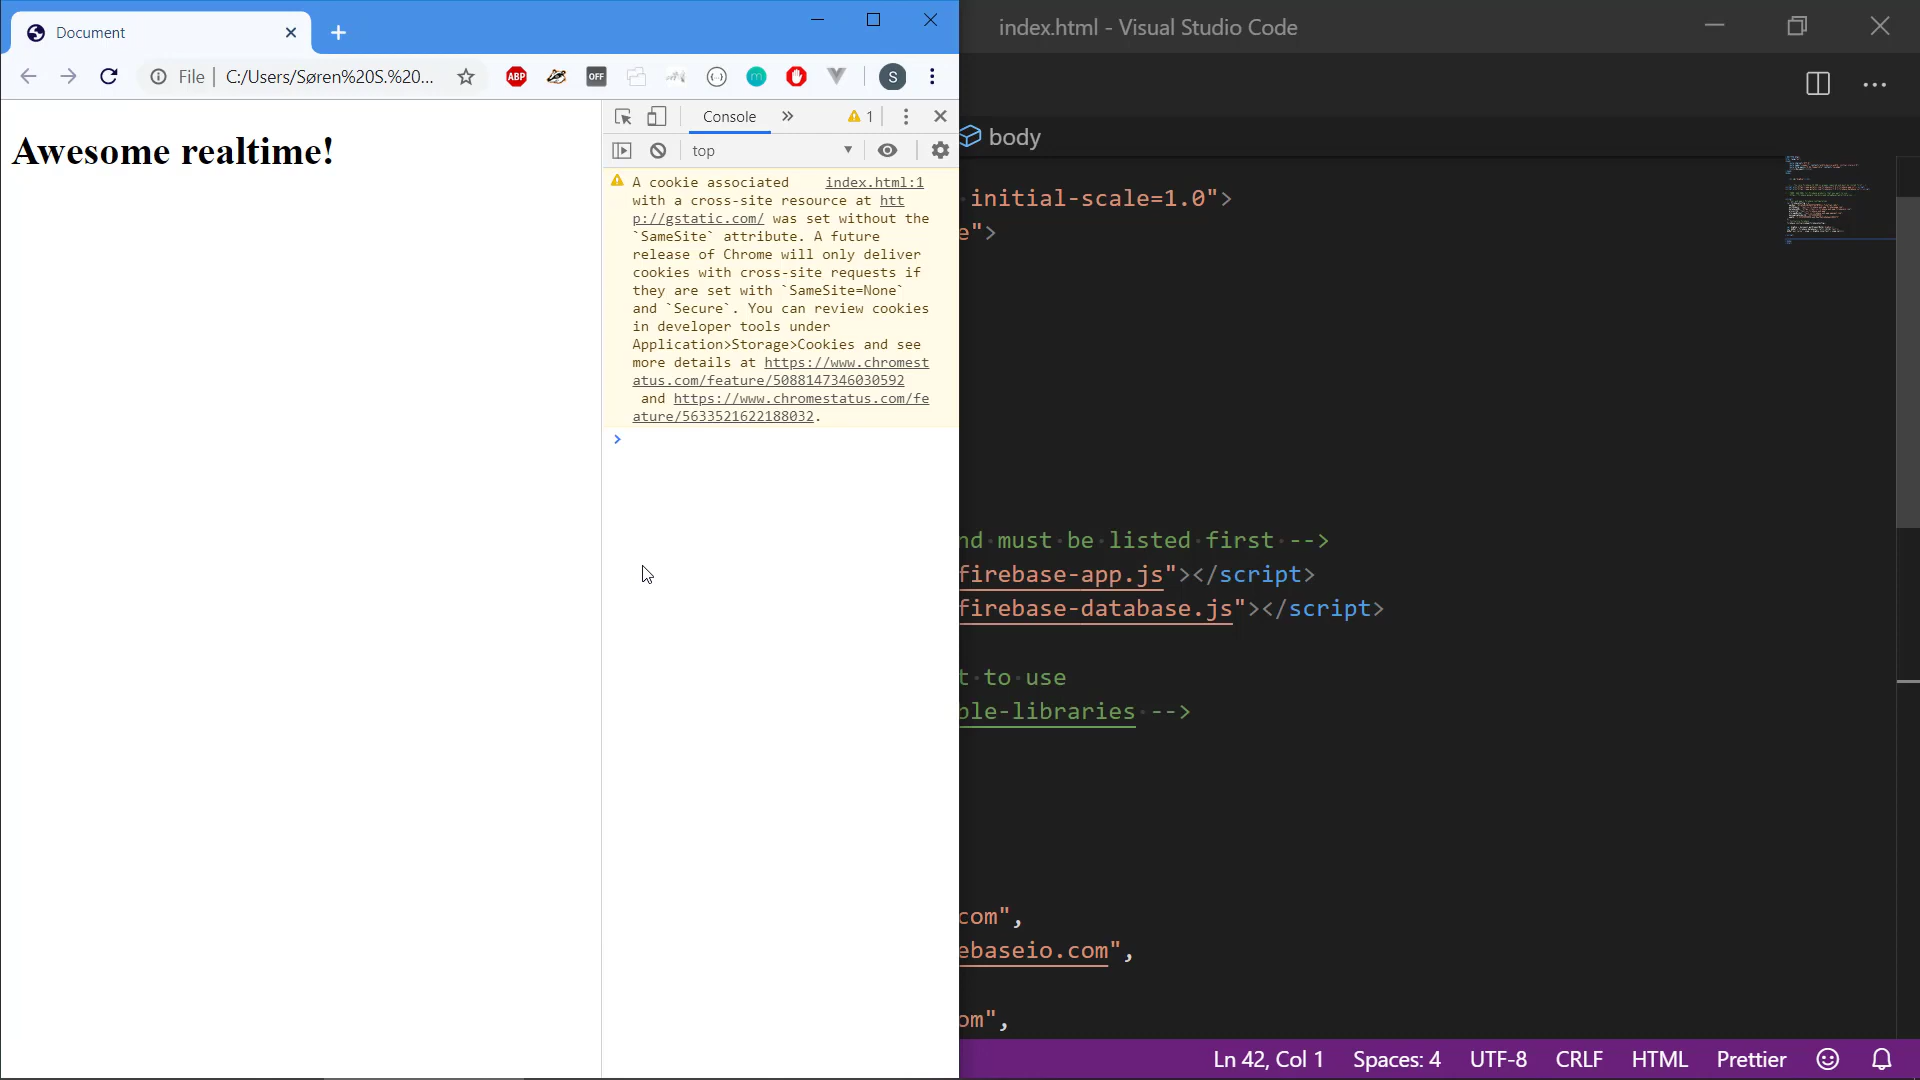 Document
File
C:/Users/Søren%20S.%20...
ABP
OFF
S
Awesome realtime!
Console
1
top
A cookie associated index.html:1
with a cross-site resource at htt
p://gstatic.com/ was set without the
`SameSite` attribute. A future
release of Chrome will only deliver
cookies with cross-site requests if
they are set with `SameSite=None`
and `Secure`. You can review cookies
in developer tools under
Application>Storage>Cookies and see
more details at https://www.chromest
atus.com/feature/5088147346030592
and https://www.chromestatus.com/fe
ature/5633521622188032.
index.html - Visual Studio Code
body
initial-scale=1.0">
e">
nd must be listed first -->
firebase-app.js"></script>
firebase-database.js"></script>
t to use
ble-libraries -->
com",
ebaseio.com",
om",
Ln 42, Col 1
Spaces: 4
UTF-8
CRLF
HTML
Prettier